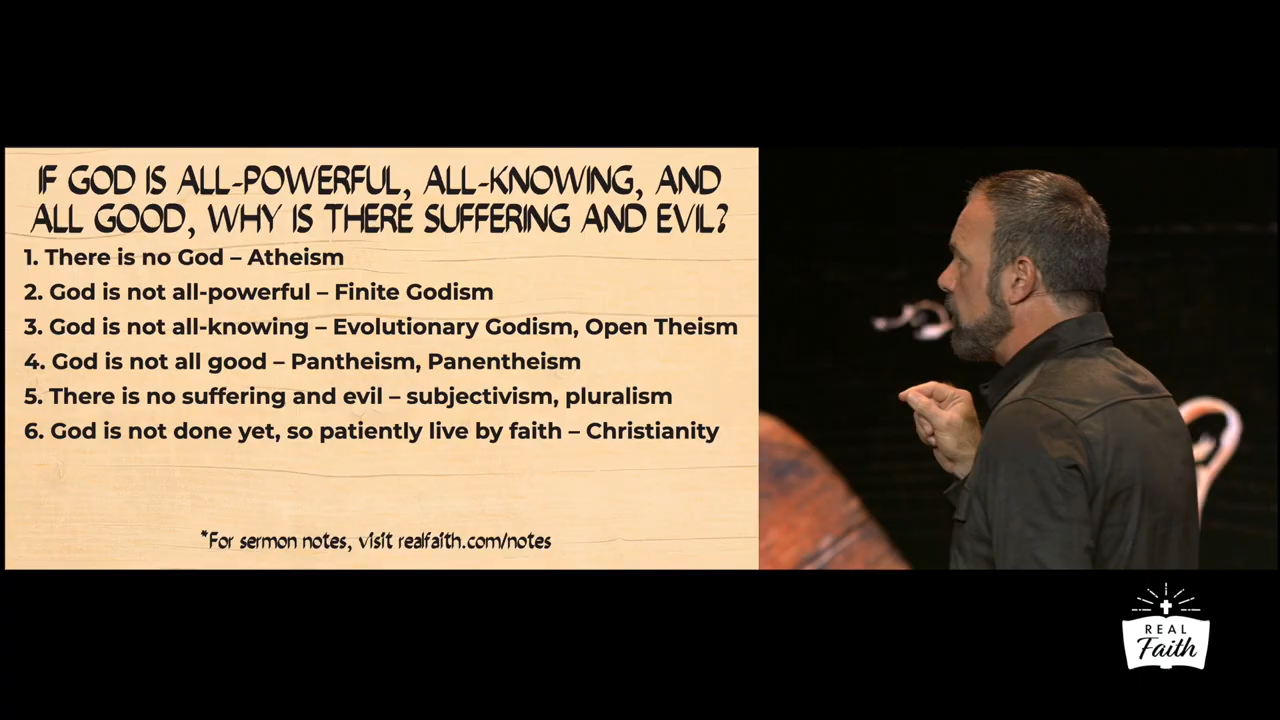 IF GOD IS ALL-POWERFUL, ALL-KNOWING, AND
ALL GOOD, WHY IS THERE SUFFERING AND EVIL?
1. There is no God – Atheism
2. God is not all-powerful – Finite Godism
3. God is not all-knowing – Evolutionary Godism, Open Theism
4. God is not all good – Pantheism, Panentheism
5. There is no suffering and evil – subjectivism, pluralism
6. God is not done yet, so patiently live by faith – Christianity
*For sermon notes, visit realfaith.com/notes
REAL
Faith